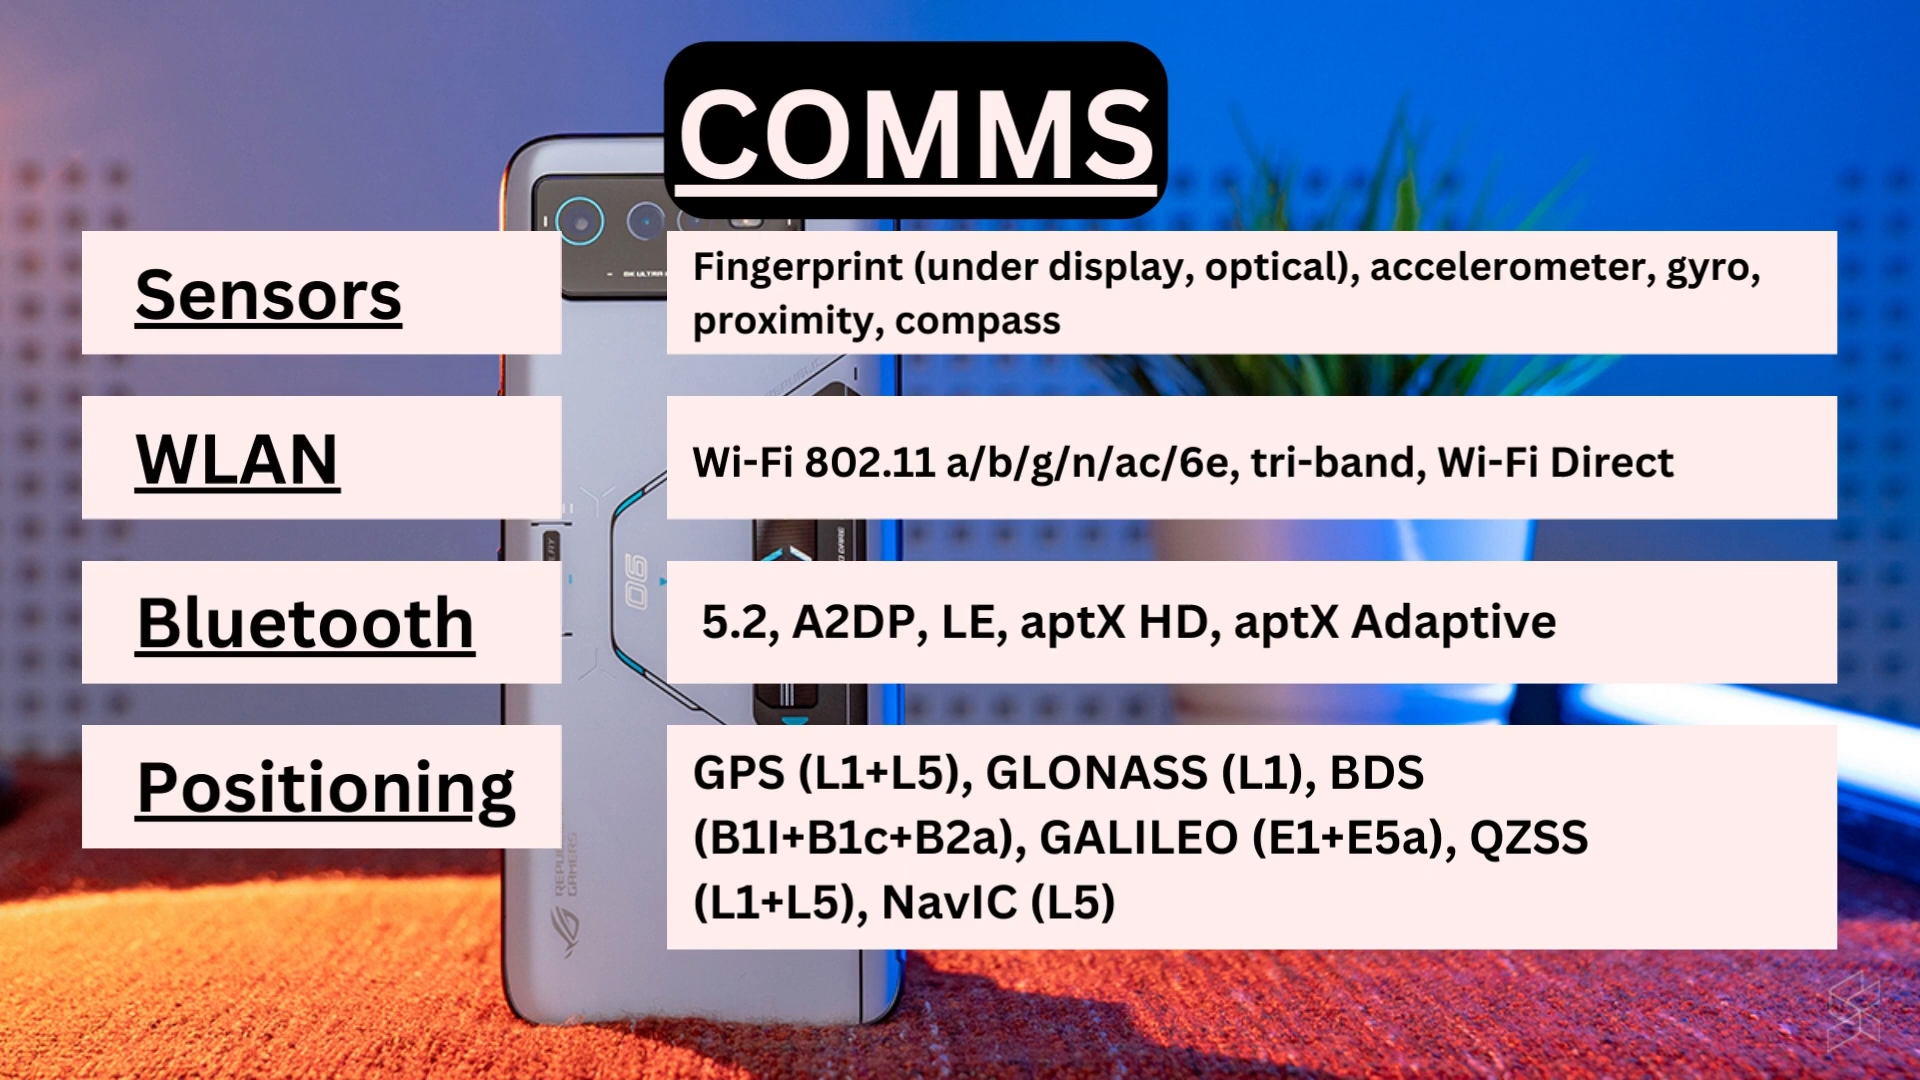 COMMS
Sensors
Fingerprint (under display, optical), accelerometer, gyro,
proximity, compass
WLAN
Wi-Fi 802.11 a/b/g/n/ac/6e, tri-band, Wi-Fi Direct
Bluetooth
5.2, A2DP, LE, aptX HD, aptX Adaptive
Positioning
GPS (L1+L5), GLONASS (L1), BDS
(B1I+B1c+B2a), GALILEO (E1+E5a), QZSS
(L1+L5), NavIC (L5)
06